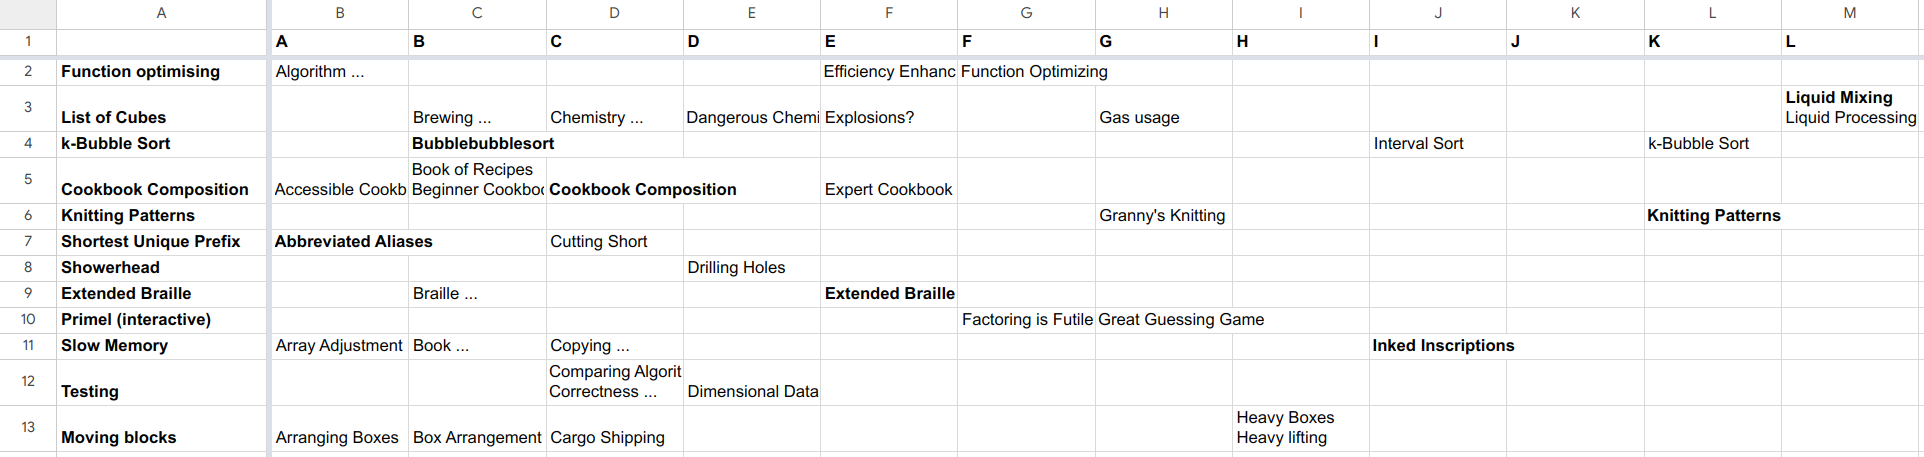 A B C D E F G H I J K L M
1 A B C D E F G H I J K L
2 Function optimising Algorithm ... Efficiency Enhanc Function Optimizing
Liquid Mixing
3 List of Cubes Brewing ... Chemistry ... Dangerous Chemi Explosions? Gas usage Liquid Processing
4 k-Bubble Sort Bubblebubblesort Interval Sort k-Bubble Sort
Book of Recipes
5 Cookbook Composition Accessible Cookb Beginner Cookboo Cookbook Composition Expert Cookbook
6 Knitting Patterns Granny's Knitting Knitting Patterns
7 Shortest Unique Prefix Abbreviated Aliases Cutting Short
8 Showerhead Drilling Holes
9 Extended Braille Braille ... Extended Braille
10 Primel (interactive) Factoring is Futile Great Guessing Game
11 Slow Memory Array Adjustment Book ... Copying ... Inked Inscriptions
Comparing Algorit
12 Testing Correctness ... Dimensional Data
Heavy Boxes
13 Moving blocks Arranging Boxes Box Arrangement Cargo Shipping Heavy lifting